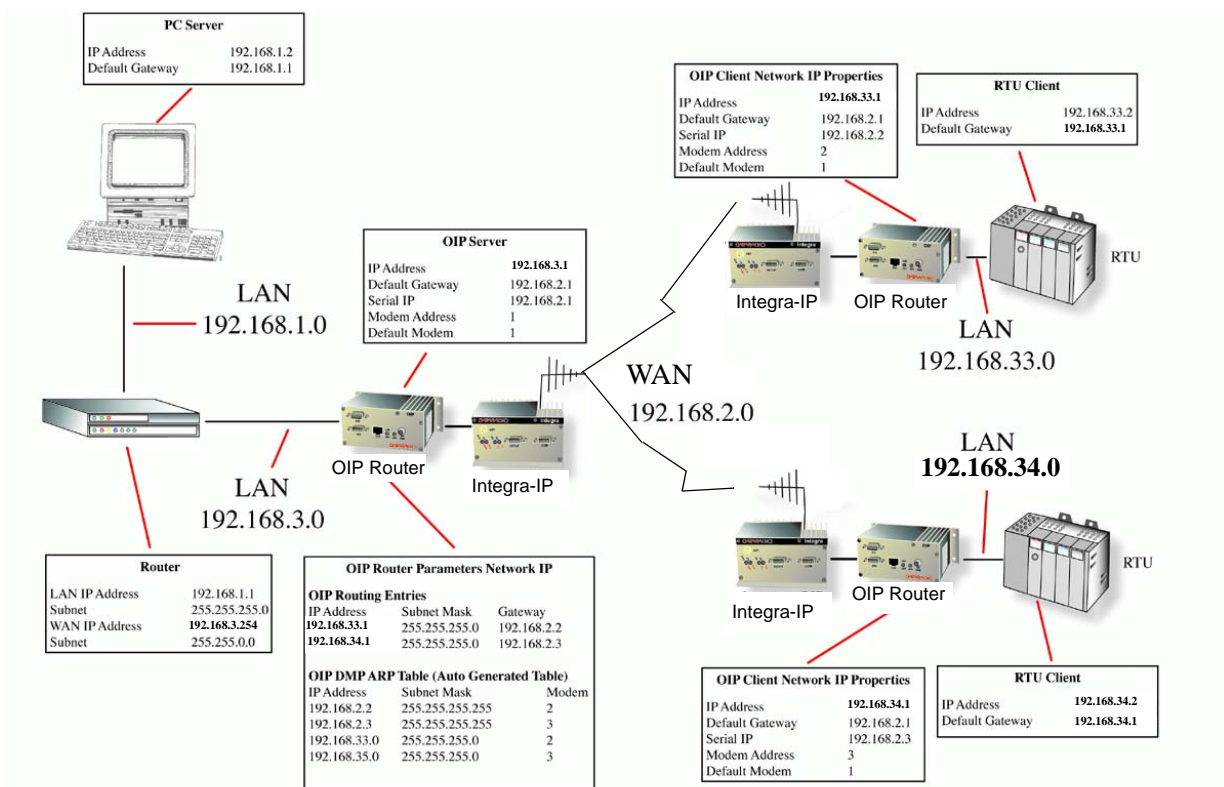 PC Server
IP Address 192.168.1.2
Default Gateway 192.168.1.1
LAN
192.168.1.0
OIP Server
IP Address 192.168.3.1
Default Gateway 192.168.2.1
Serial IP 192.168.2.1
Modem Address 1
Default Modem 1
OIP Router
Integra-IP
LAN
192.168.3.0
Router
LAN IP Address 192.168.1.1
Subnet 255.255.255.0
WAN IP Address 192.168.3.254
Subnet 255.255.0.0
OIP Router Parameters Network IP
OIP Routing Entries
IP Address Subnet Mask Gateway
192.168.33.1 255.255.255.0 192.168.2.2
192.168.34.1 255.255.255.0 192.168.2.3
OIP DMP ARP Table (Auto Generated Table)
IP Address Subnet Mask Modem
192.168.2.2 255.255.255.255 2
192.168.2.3 255.255.255.255 3
192.168.33.0 255.255.255.0 2
192.168.35.0 255.255.255.0 3
WAN
192.168.2.0
OIP Client Network IP Properties
IP Address 192.168.33.1
Default Gateway 192.168.2.1
Serial IP 192.168.2.2
Modem Address 2
Default Modem 1
RTU Client
IP Address 192.168.33.2
Default Gateway 192.168.33.1
Integra-IP
OIP Router
RTU
LAN
192.168.33.0
LAN
192.168.34.0
Integra-IP
OIP Router
RTU
OIP Client Network IP Properties
IP Address 192.168.34.1
Default Gateway 192.168.2.1
Serial IP 192.168.2.3
Modem Address 3
Default Modem 1
RTU Client
IP Address 192.168.34.2
Default Gateway 192.168.34.1